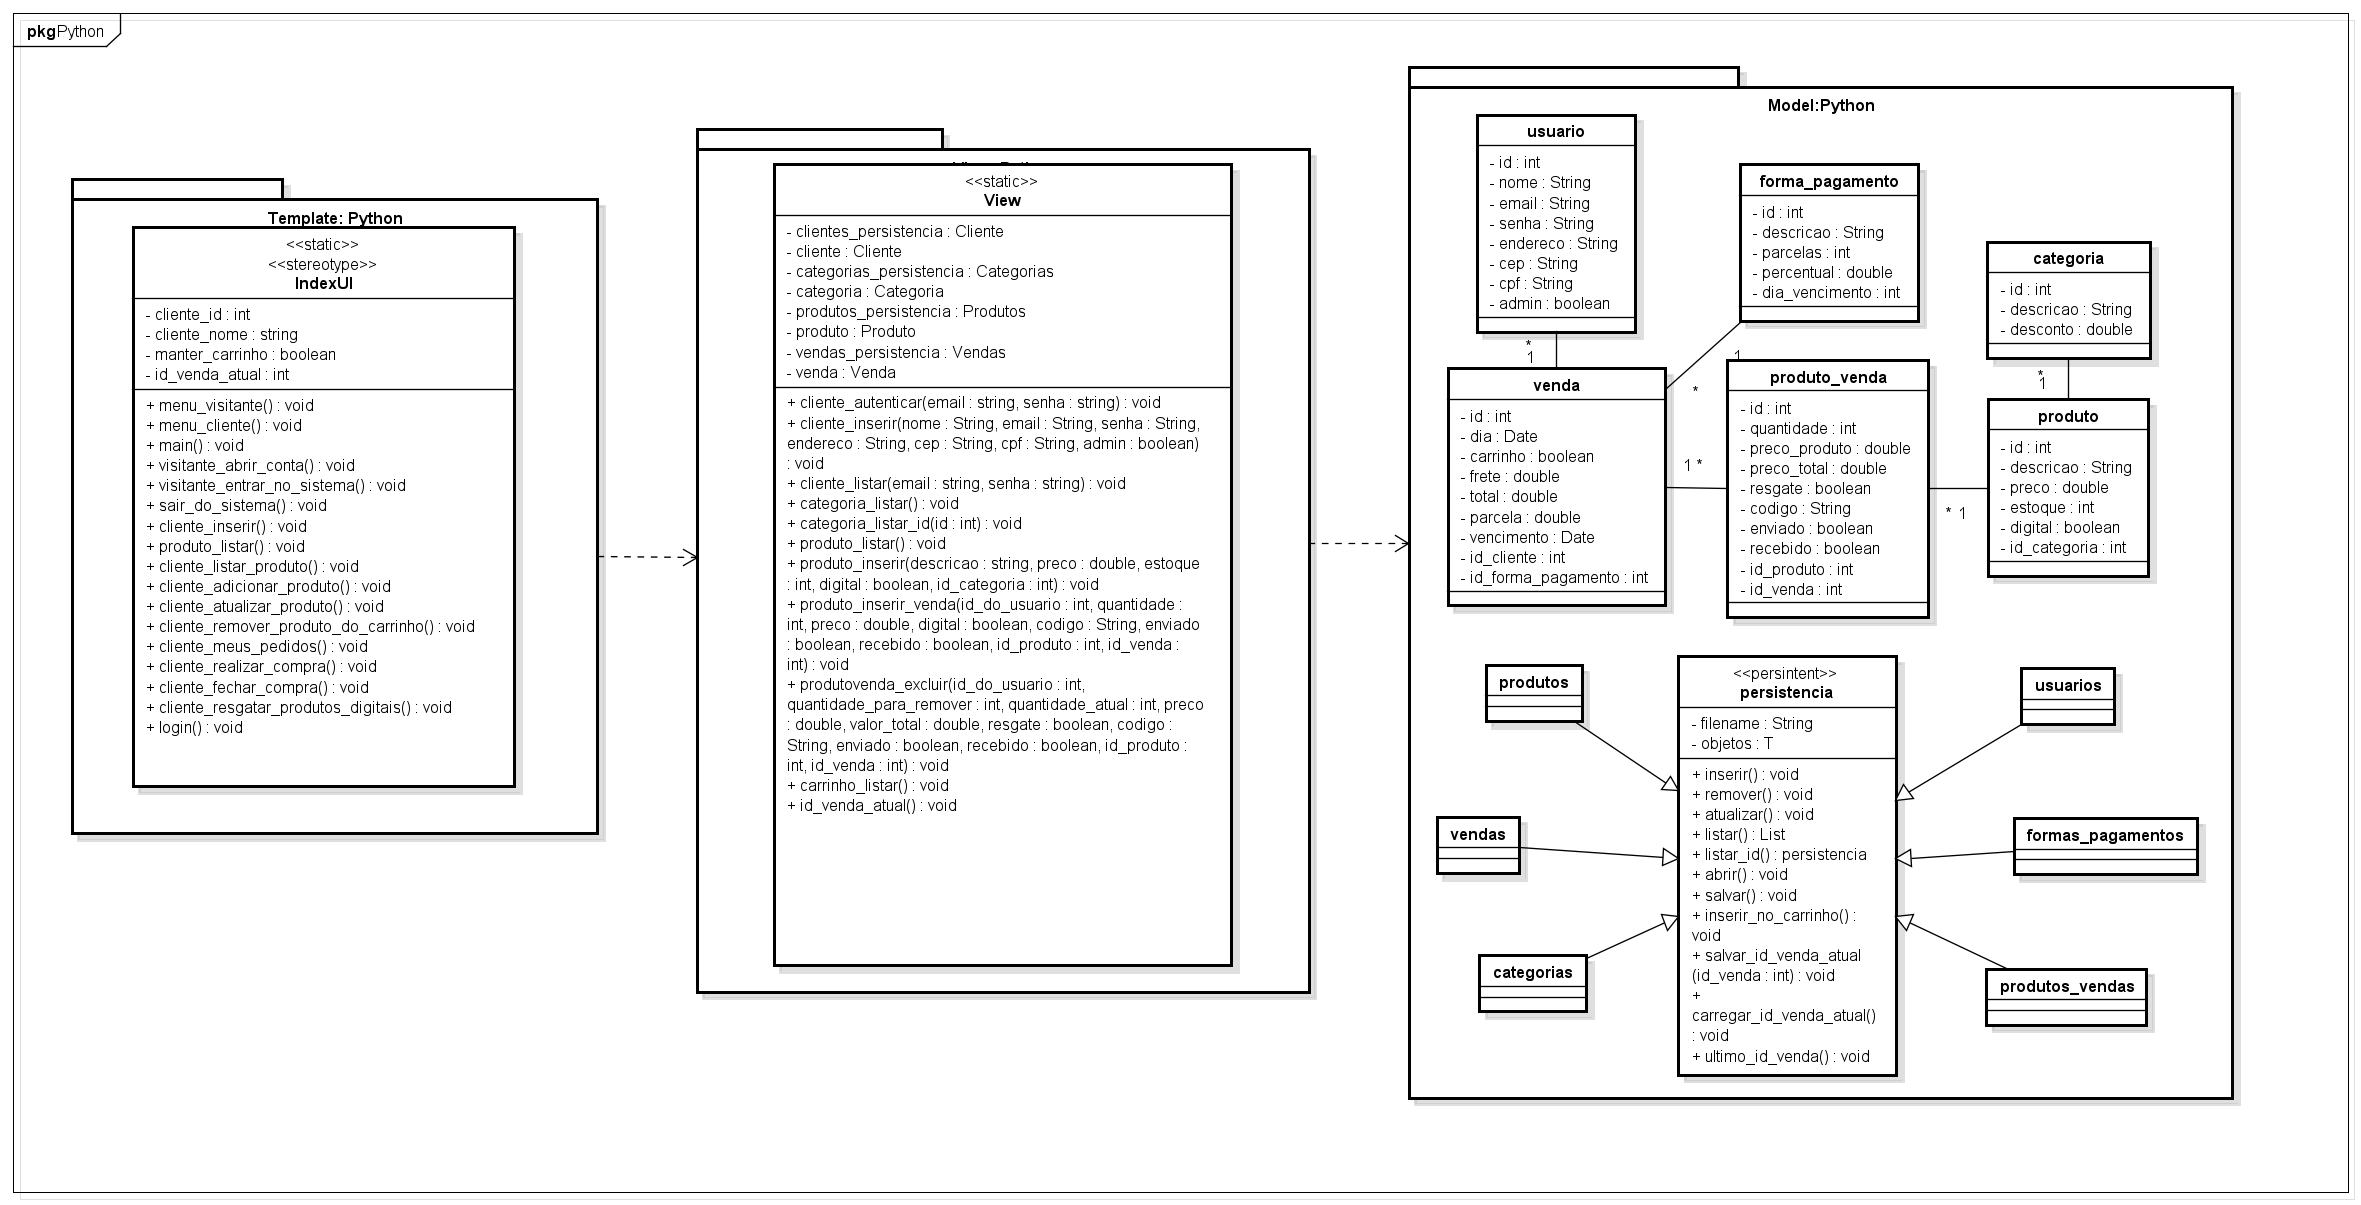 pkg Python
Template: Python
<<static>>
<<stereotype>>
IndexUI
- cliente_id : int
- cliente_nome : string
- manter_carrinho : boolean
- id_venda_atual : int
+ menu_visitante() : void
+ menu_cliente() : void
+ main() : void
+ visitante_abrir_conta() : void
+ visitante_entrar_no_sistema() : void
+ sair_do_sistema() : void
+ cliente_inserir() : void
+ produto_listar() : void
+ cliente_listar_produto() : void
+ cliente_adicionar_produto() : void
+ cliente_atualizar_produto() : void
+ cliente_remover_produto_do_carrinho() : void
+ cliente_meus_pedidos() : void
+ cliente_realizar_compra() : void
+ cliente_fechar_compra() : void
+ cliente_resgatar_produtos_digitais() : void
+ login() : void
<<static>>
View
- clientes_persistencia : Cliente
- cliente : Cliente
- categorias_persistencia : Categorias
- categoria : Categoria
- produtos_persistencia : Produtos
- produto : Produto
- vendas_persistencia : Vendas
- venda : Venda
+ cliente_autenticar(email : string, senha : string) : void
+ cliente_inserir(nome : String, email : String, senha : String,
endereco : String, cep : String, cpf : String, admin : boolean)
: void
+ cliente_listar(email : string, senha : string) : void
+ categoria_listar() : void
+ categoria_listar_id(id : int) : void
+ produto_listar() : void
+ produto_inserir(descricao : string, preco : double, estoque
: int, digital : boolean, id_categoria : int) : void
+ produto_inserir_venda(id_do_usuario : int, quantidade :
int, preco : double, digital : boolean, codigo : String, enviado
: boolean, recebido : boolean, id_produto : int, id_venda :
int) : void
+ produtovenda_excluir(id_do_usuario : int,
quantidade_para_remover : int, quantidade_atual : int, preco
: double, valor_total : double, resgate : boolean, codigo :
String, enviado : boolean, recebido : boolean, id_produto :
int, id_venda : int) : void
+ carrinho_listar() : void
+ id_venda_atual() : void
Model:Python
usuario
- id : int
- nome : String
- email : String
- senha : String
- endereco : String
- cep : String
- cpf : String
- admin : boolean
forma_pagamento
- id : int
- descricao : String
- parcelas : int
- percentual : double
- dia_vencimento : int
categoria
- id : int
- descricao : String
- desconto : double
*
1
1
*
*
1
venda
- id : int
- dia : Date
- carrinho : boolean
- frete : double
- total : double
- parcela : double
- vencimento : Date
- id_cliente : int
- id_forma_pagamento : int
1 *
produto_venda
- id : int
- quantidade : int
- preco_produto : double
- preco_total : double
- resgate : boolean
- codigo : String
- enviado : boolean
- recebido : boolean
- id_produto : int
- id_venda : int
* 1
produto
- id : int
- descricao : String
- preco : double
- estoque : int
- digital : boolean
- id_categoria : int
produtos
vendas
categorias
<<persintent>>
persistencia
- filename : String
- objetos : T
+ inserir() : void
+ remover() : void
+ atualizar() : void
+ listar() : List
+ listar_id() : persistencia
+ abrir() : void
+ salvar() : void
+ inserir_no_carrinho() :
void
+ salvar_id_venda_atual
(id_venda : int) : void
+
carregar_id_venda_atual()
: void
+ ultimo_id_venda() : void
usuarios
formas_pagamentos
produtos_vendas